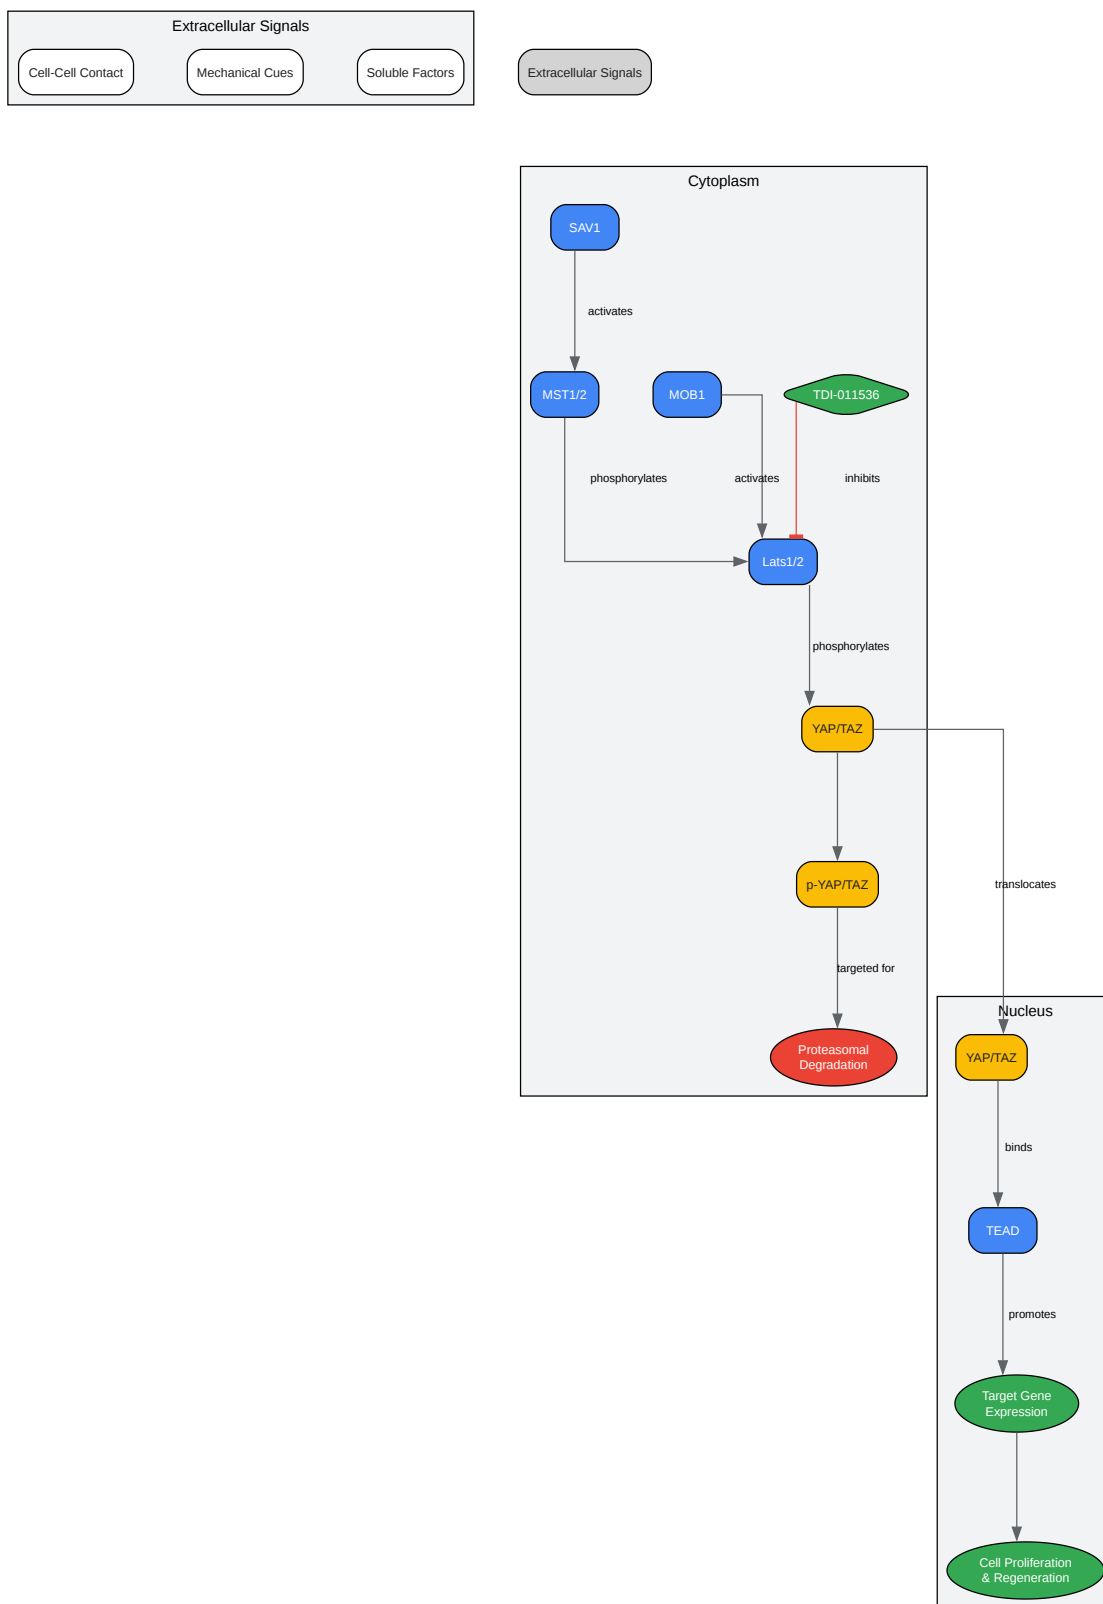 Extracellular Signals
Cell-Cell Contact
Mechanical Cues
Soluble Factors
Extracellular Signals
Cytoplasm
SAV1
activates
MST1/2
MOB1
TDI-011536
phosphorylates
activates
inhibits
Lats1/2
phosphorylates
YAP/TAZ
p-YAP/TAZ
translocates
targeted for
Proteasomal
Degradation
Nucleus
YAP/TAZ
binds
TEAD
promotes
Target Gene
Expression
Cell Proliferation
& Regeneration